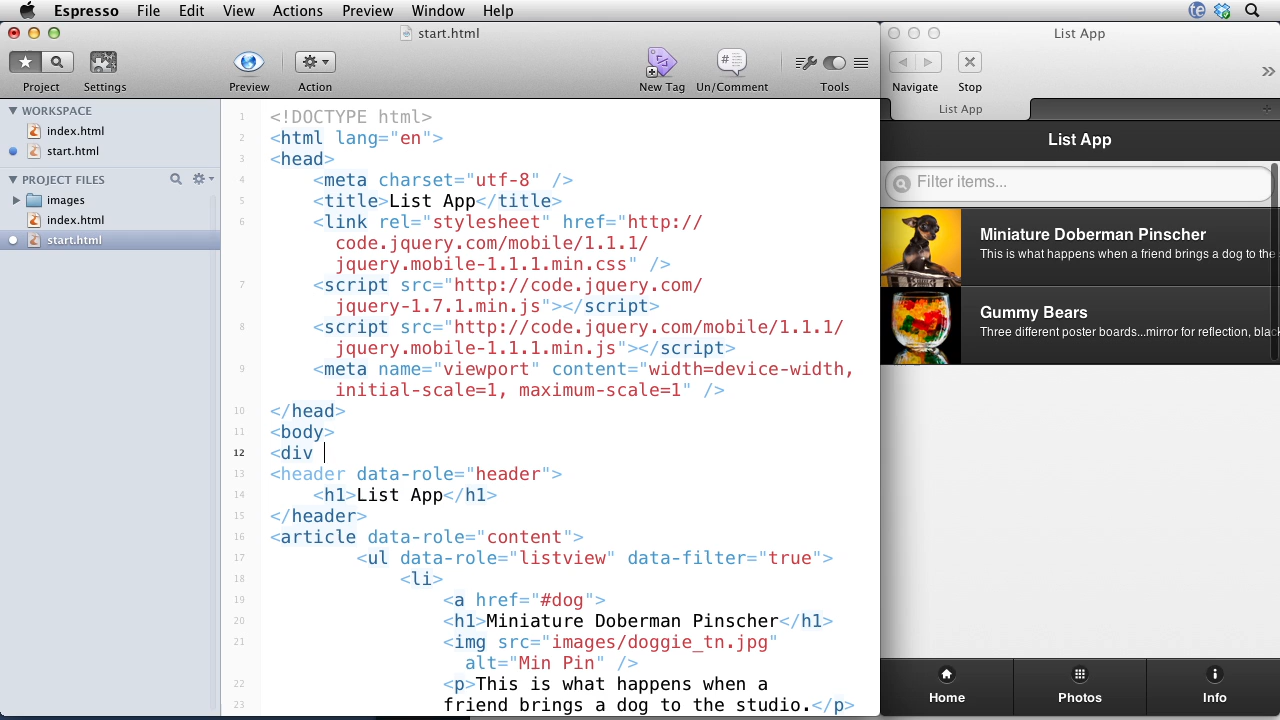 Espresso File Edit View Actions Preview Window Help
start.html
Project Settings Preview Action New Tag Un/Comment Tools
WORKSPACE
index.html
start.html
PROJECT FILES
images
index.html
start.html
1 <!DOCTYPE html>
2 <html lang="en">
3 <head>
4 <meta charset="utf-8" />
5 <title>List App</title>
6 <link rel="stylesheet" href="http://
code.jquery.com/mobile/1.1.1/
jquery.mobile-1.1.1.min.css" />
7 <script src="http://code.jquery.com/
jquery-1.7.1.min.js"></script>
8 <script src="http://code.jquery.com/mobile/1.1.1/
jquery.mobile-1.1.1.min.js"></script>
9 <meta name="viewport" content="width=device-width,
initial-scale=1, maximum-scale=1" />
10 </head>
11 <body>
12 <div
13 <header data-role="header">
14 <h1>List App</h1>
15 </header>
16 <article data-role="content">
17 <ul data-role="listview" data-filter="true">
18 <li>
19 <a href="#dog">
20 <h1>Miniature Doberman Pinscher</h1>
21 <img src="images/doggie_tn.jpg"
alt="Min Pin" />
22 <p>This is what happens when a
23 friend brings a dog to the studio.</p>
List App
Navigate Stop
List App
List App
Filter items...
Miniature Doberman Pinscher
This is what happens when a friend brings a dog to the
Gummy Bears
Three different poster boards...mirror for reflection, blac
Home Photos Info